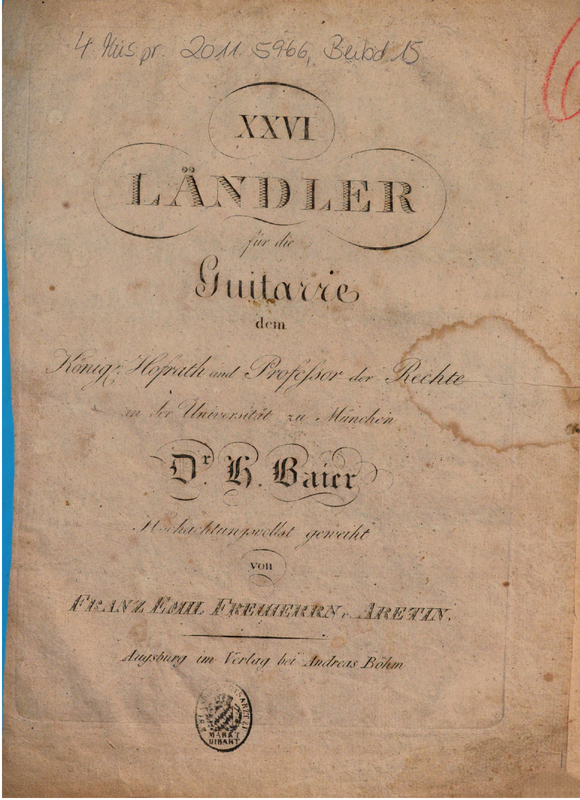 4 Mus.pr. 2011. 5966, Beibd. 15
XXVI
LÄNDLER
für die
Guitarre
dem
Königl. Hofrath und Professor der Rechte
an der Universität zu München
Dr. H. Baier
Hochachtungsvollst geweiht
von
FRANZ EMIL FREIHERRN v. ARETIN.
Augsburg im Verlag bei Andreas Böhm